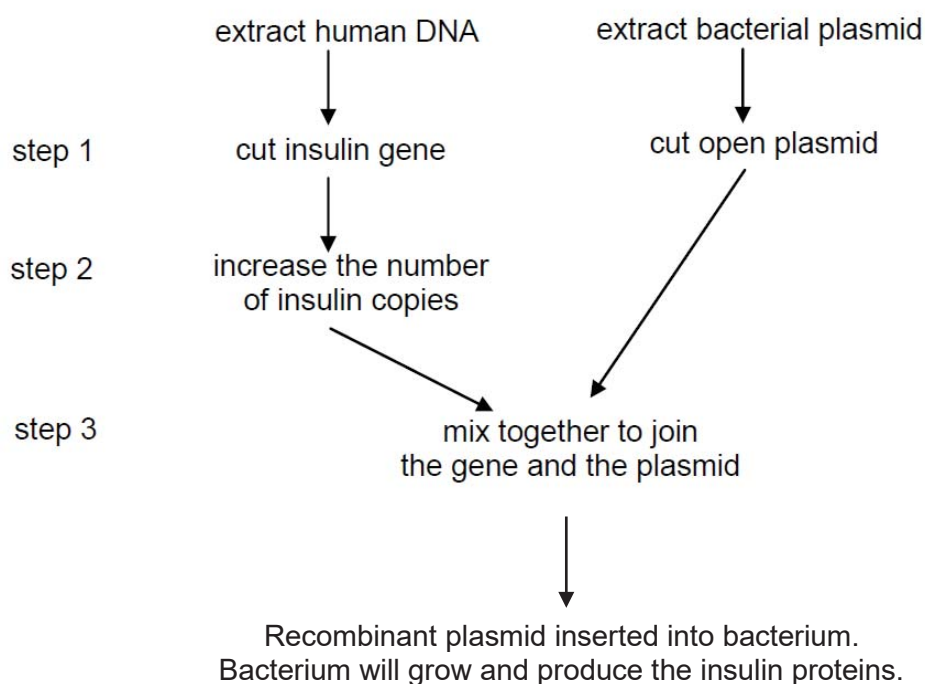 extract human DNA
extract bacterial plasmid
step 1
cut insulin gene
cut open plasmid
step 2
increase the number
of insulin copies
step 3
mix together to join
the gene and the plasmid
Recombinant plasmid inserted into bacterium.
Bacterium will grow and produce the insulin proteins.